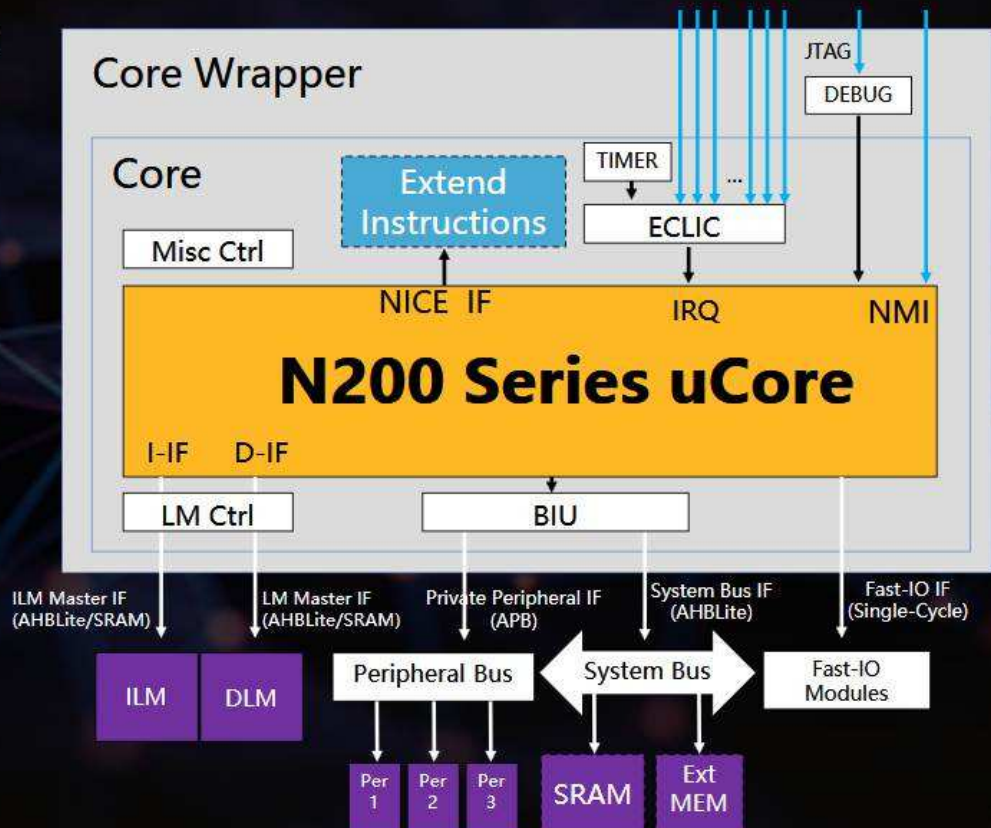 JTAG
Core Wrapper
DEBUG
Core
TIMER
...
Extend
Instructions
ECLIC
Misc Ctrl
NICE IF
IRQ
NMI
N200 Series uCore
I-IF
D-IF
LM Ctrl
BIU
ILM Master IF
(AHBLite/SRAM)
LM Master IF
(AHBLite/SRAM)
Private Peripheral IF
(APB)
System Bus IF
(AHBLite)
Fast-IO IF
(Single-Cycle)
ILM
DLM
Peripheral Bus
System Bus
Fast-IO
Modules
Per
1
Per
2
Per
3
SRAM
Ext
MEM